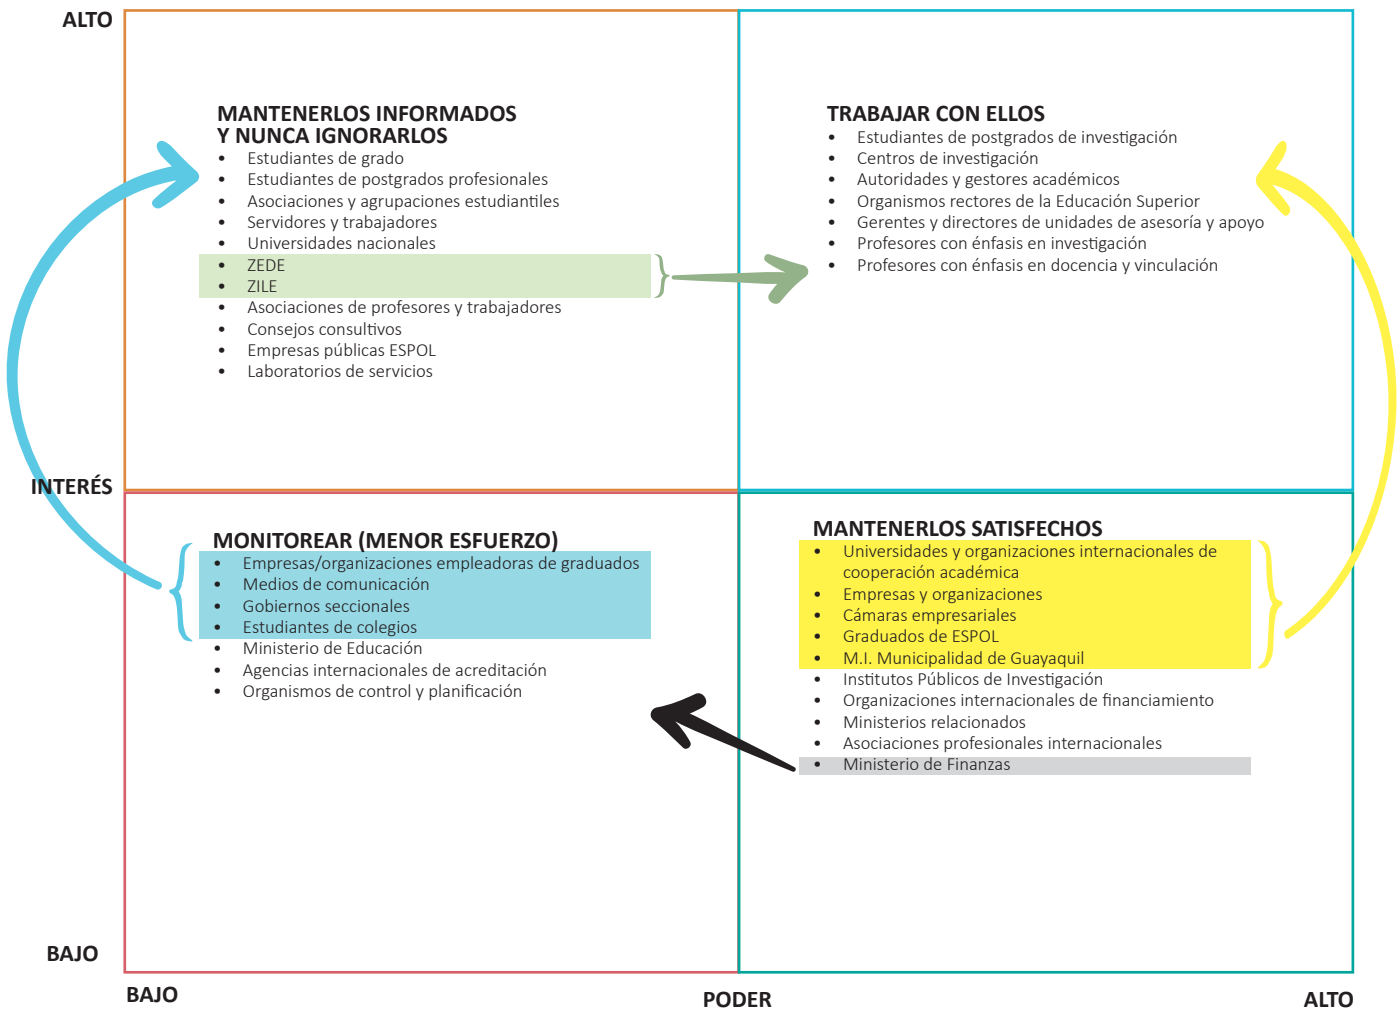 ALTO
MANTENERLOS INFORMADOS
Y NUNCA IGNORARLOS
• Estudiantes de grado
• Estudiantes de postgrados profesionales
• Asociaciones y agrupaciones estudiantiles
• Servidores y trabajadores
• Universidades nacionales
• ZEDE
• ZILE
• Asociaciones de profesores y trabajadores
• Consejos consultivos
• Empresas públicas ESPOL
• Laboratorios de servicios
TRABAJAR CON ELLOS
• Estudiantes de postgrados de investigación
• Centros de investigación
• Autoridades y gestores académicos
• Organismos rectores de la Educación Superior
• Gerentes y directores de unidades de asesoría y apoyo
• Profesores con énfasis en investigación
• Profesores con énfasis en docencia y vinculación
INTERÉS
MONITOREAR (MENOR ESFUERZO)
• Empresas/organizaciones empleadoras de graduados
• Medios de comunicación
• Gobiernos seccionales
• Estudiantes de colegios
• Ministerio de Educación
• Agencias internacionales de acreditación
• Organismos de control y planificación
MANTENERLOS SATISFECHOS
• Universidades y organizaciones internacionales de
cooperación académica
• Empresas y organizaciones
• Cámaras empresariales
• Graduados de ESPOL
• M.I. Municipalidad de Guayaquil
• Institutos Públicos de Investigación
• Organizaciones internacionales de financiamiento
• Ministerios relacionados
• Asociaciones profesionales internacionales
• Ministerio de Finanzas
BAJO
BAJO
PODER
ALTO